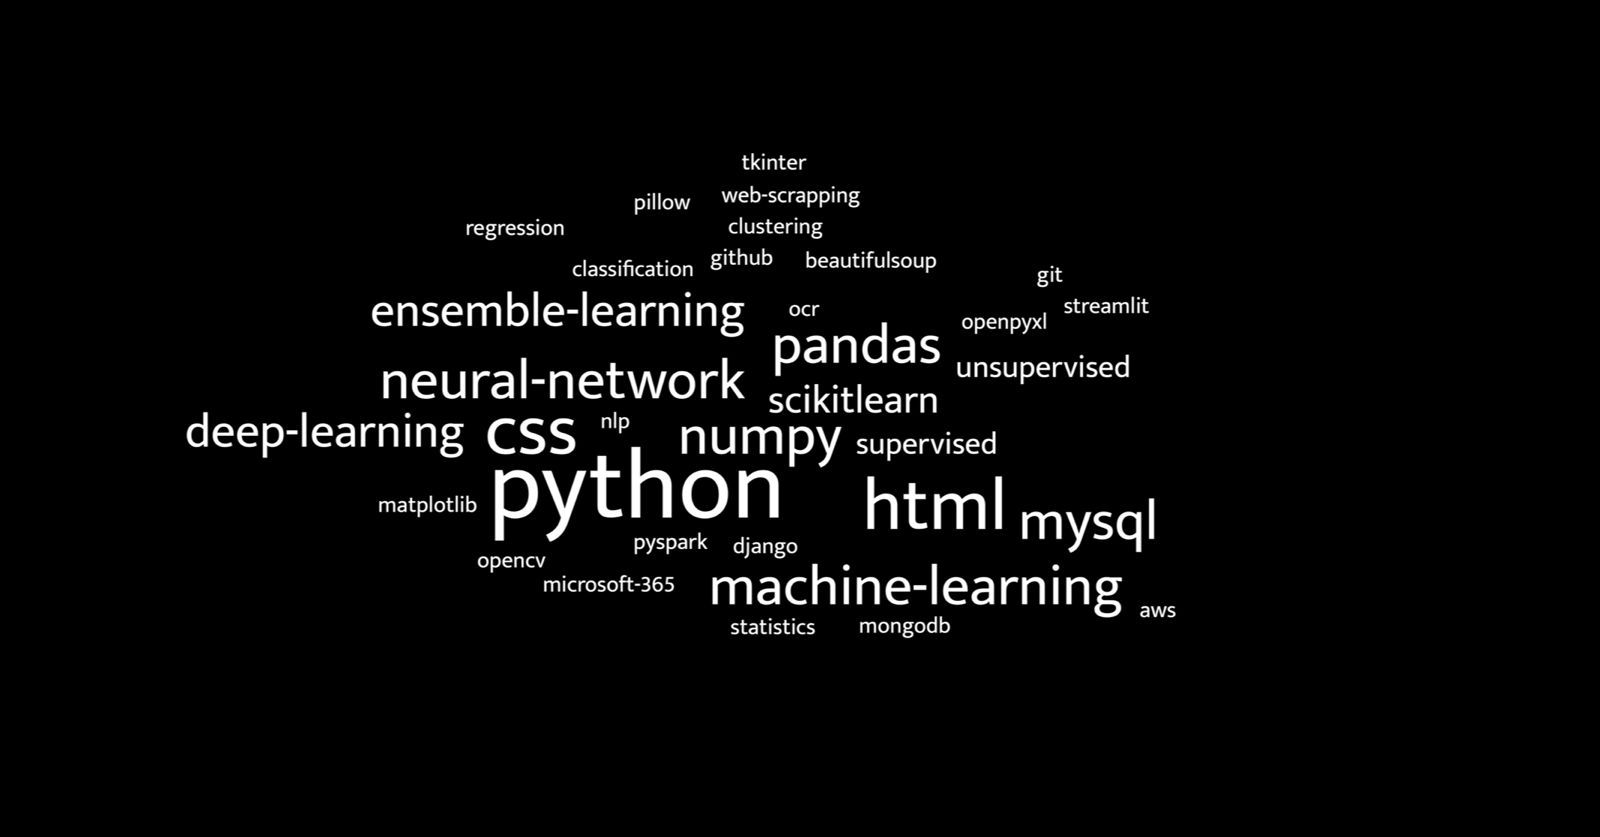 tkinter
web-scrapping
pillow
regression
clustering
github
beautifulsoup
classification
git
ensemble-learning
ocr
streamlit
openpyxl
pandas
unsupervised
neural-network
scikitlearn
deep-learning
css
nlp
numpy
supervised
python
matplotlib
html
mysql
pyspark
django
opencv
microsoft-365
machine-learning
aws
statistics
mongodb